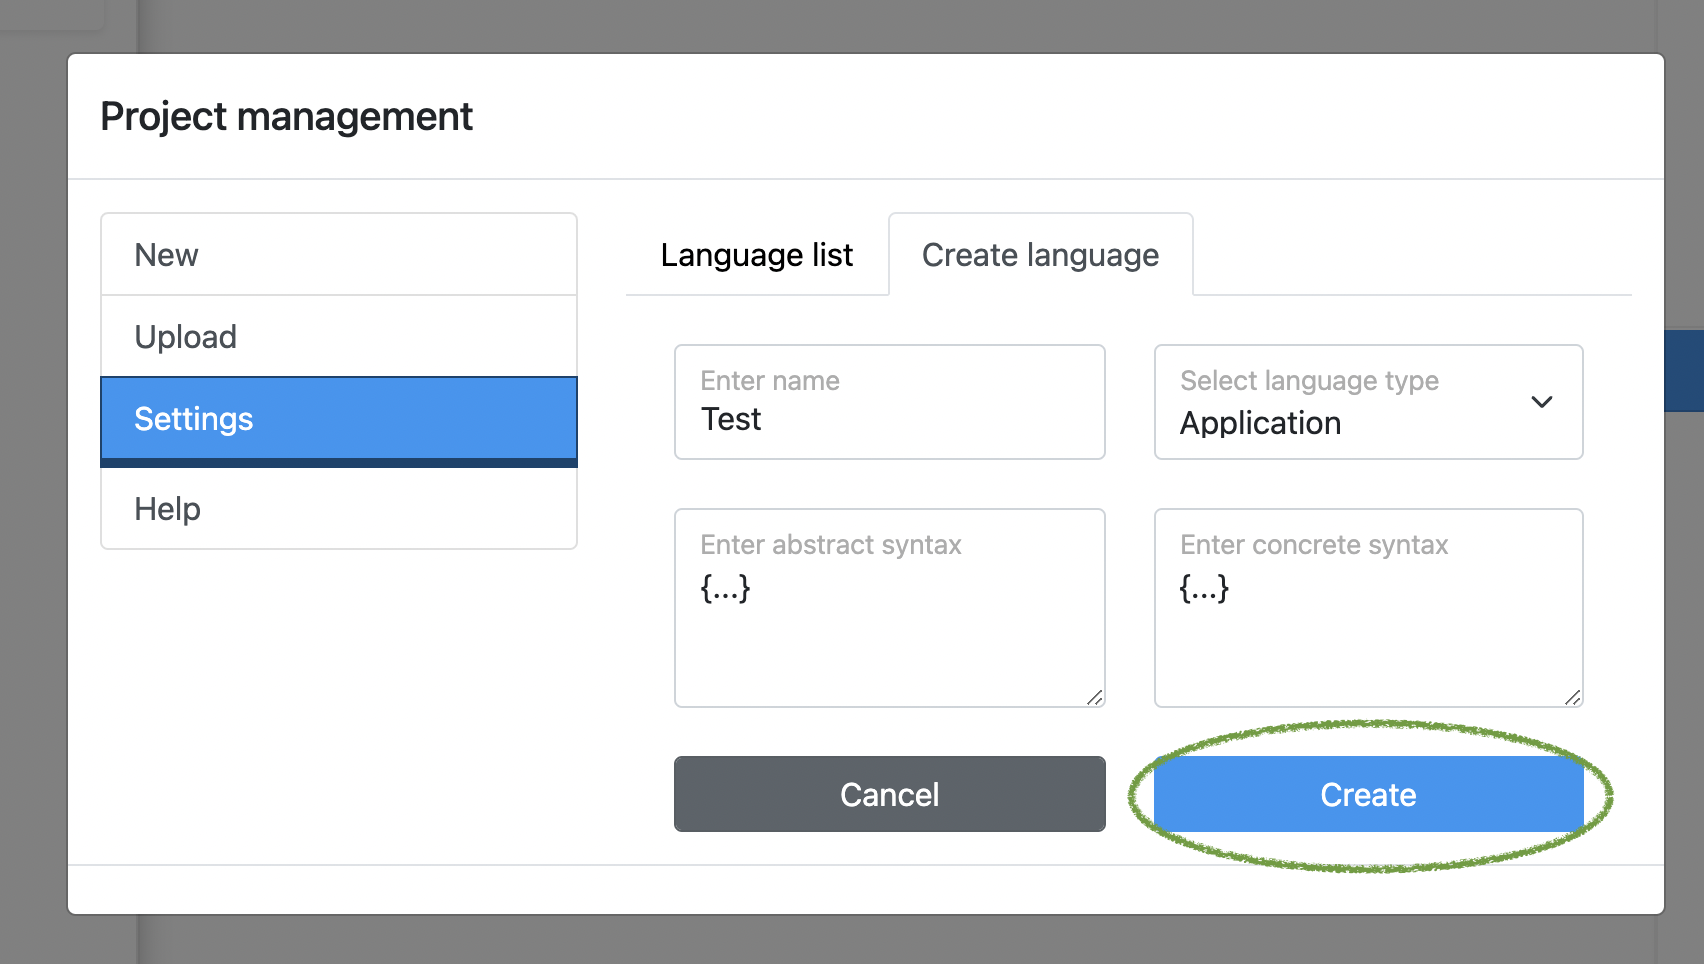 Project management
New
Upload
Settings
Help
Language list
Create language
Enter name
Test
Select language type
Application
Enter abstract syntax
{...}
Enter concrete syntax
{...}
Cancel
Create